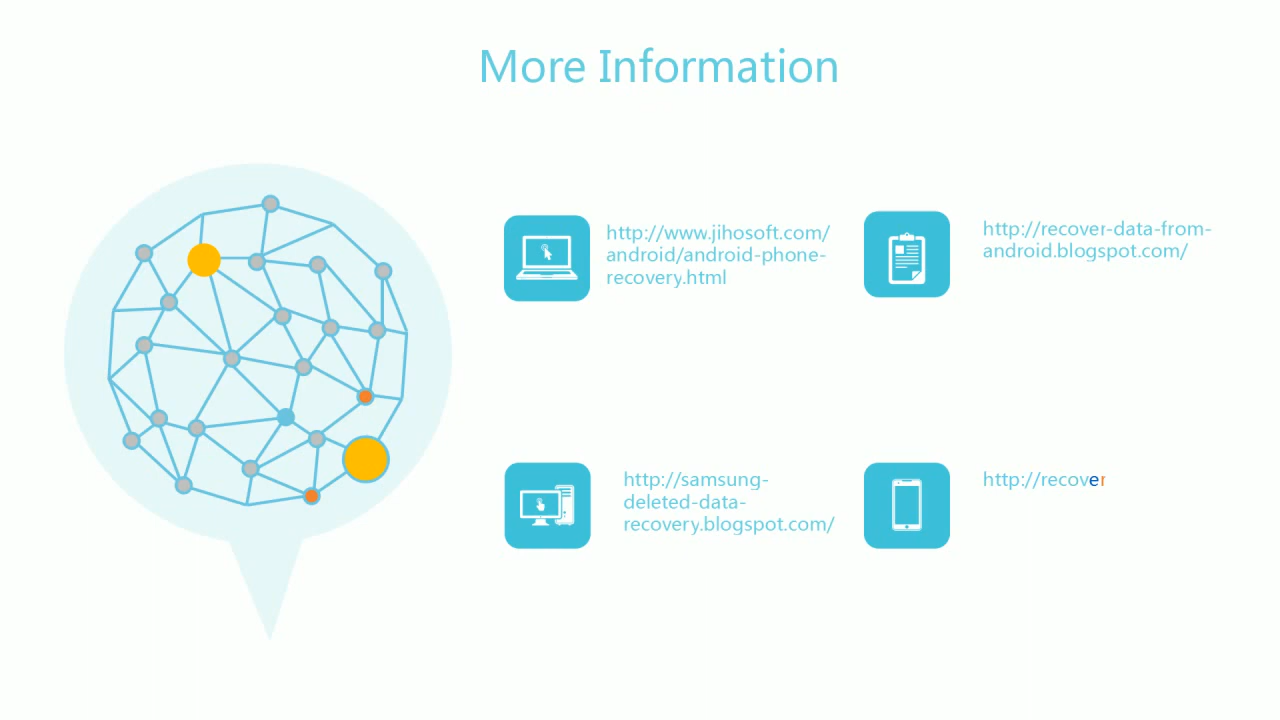 More Information
http://www.jihosoft.com/
android/android-phone-
recovery.html
http://recover-data-from-
android.blogspot.com/
http://samsung-
deleted-data-
recovery.blogspot.com/
http://recover